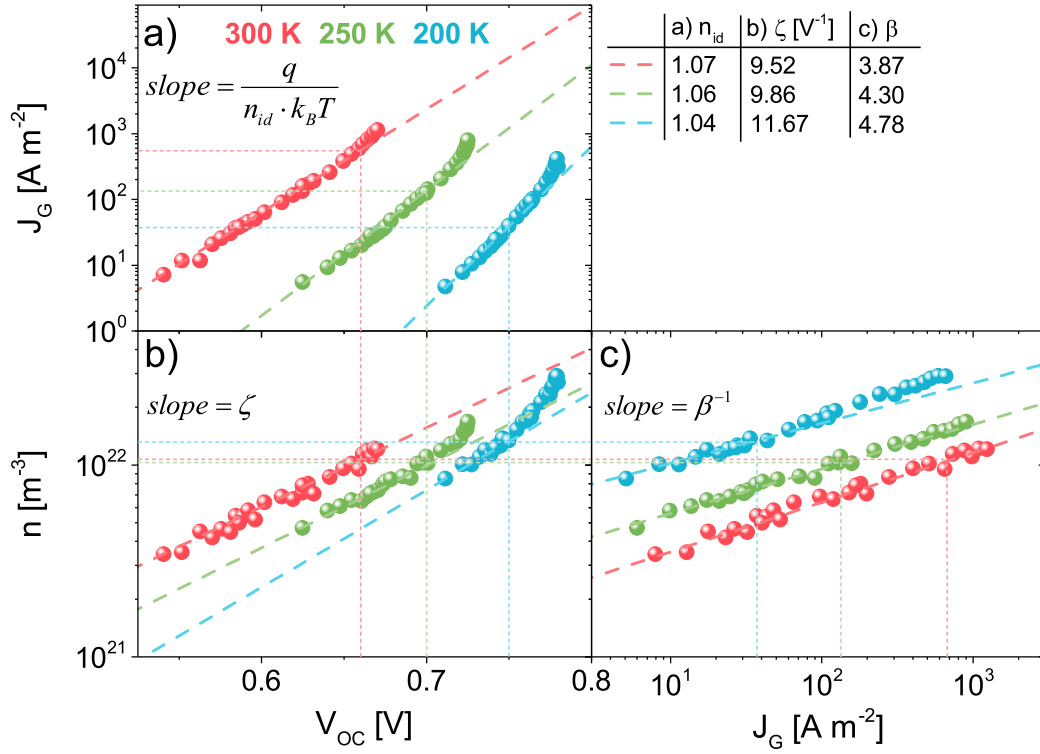 a) 300 K 250 K 200 K
slope = q / (n_id · k_B T)
J_G [A m^-2]
10^4
10^3
10^2
10^1
10^0
a) n_id b) ζ [V^-1] c) β
1.07 9.52 3.87
1.06 9.86 4.30
1.04 11.67 4.78
b)
slope = ζ
n [m^-3]
10^22
10^21
0.6 0.7 0.8
V_OC [V]
c)
slope = β^-1
10^1 10^2 10^3
J_G [A m^-2]